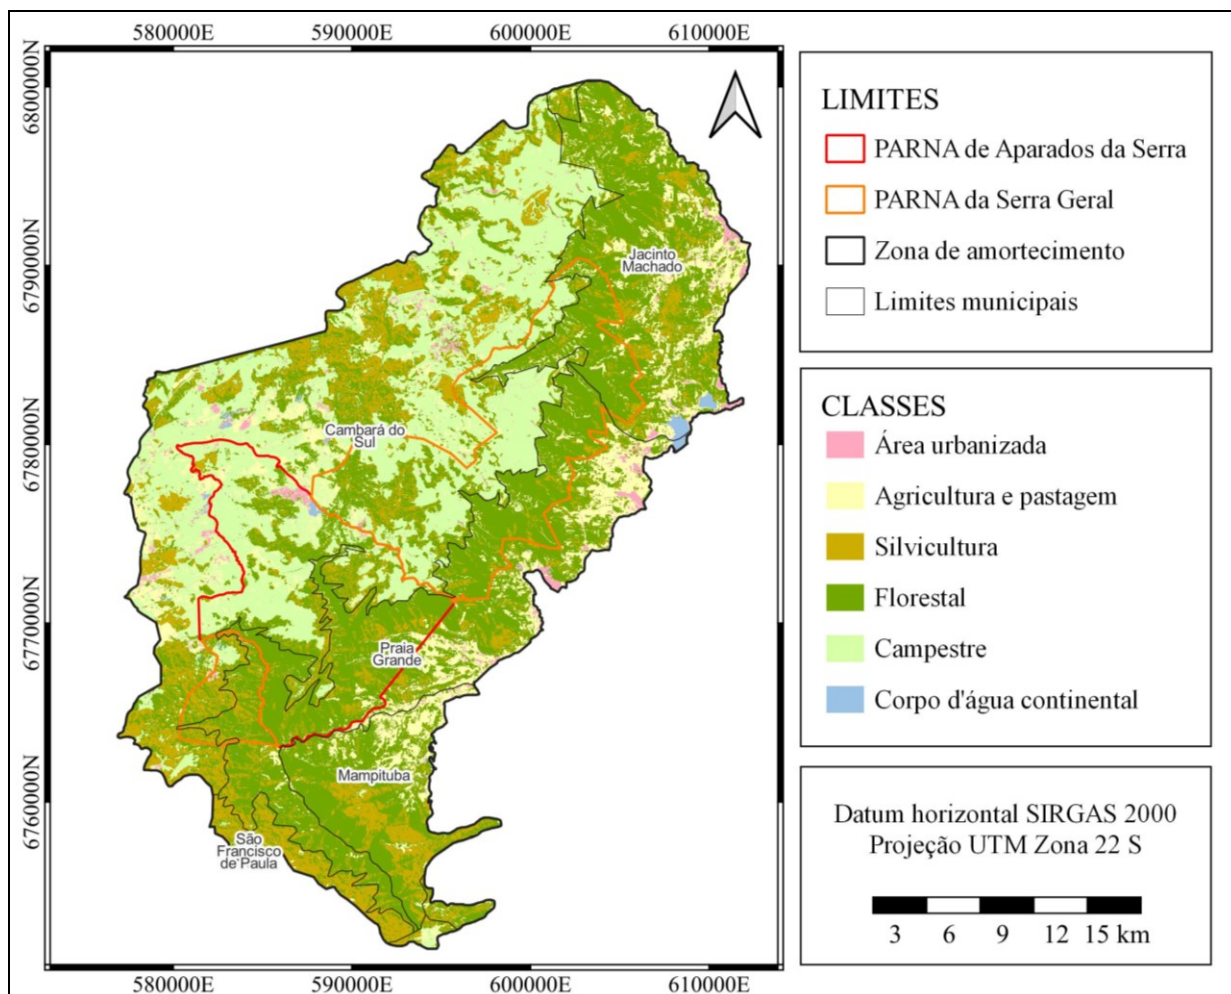 580000E 590000E 600000E 610000E
6800000N
6790000N
6780000N
6770000N
6760000N
Jacinto
Machado
Cambará do
Sul
Praia
Grande
Mampituba
São
Francisco
de Paula
580000E 590000E 600000E 610000E
LIMITES
PARNA de Aparados da Serra
PARNA da Serra Geral
Zona de amortecimento
Limites municipais
CLASSES
Área urbanizada
Agricultura e pastagem
Silvicultura
Florestal
Campestre
Corpo d'água continental
Datum horizontal SIRGAS 2000
Projeção UTM Zona 22 S
3 6 9 12 15 km